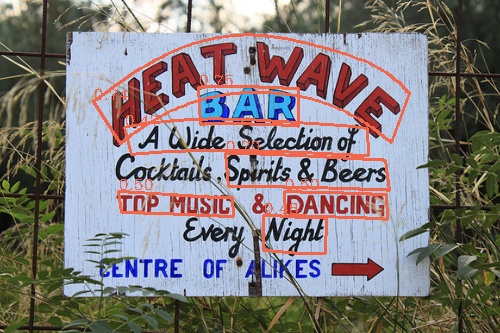 HEAT WAVE
BAR
A Wide Selection of
Cocktails, Spirits & Beers
TOP MUSIC & DANCING
Every Night
CENTRE OF ALIKES